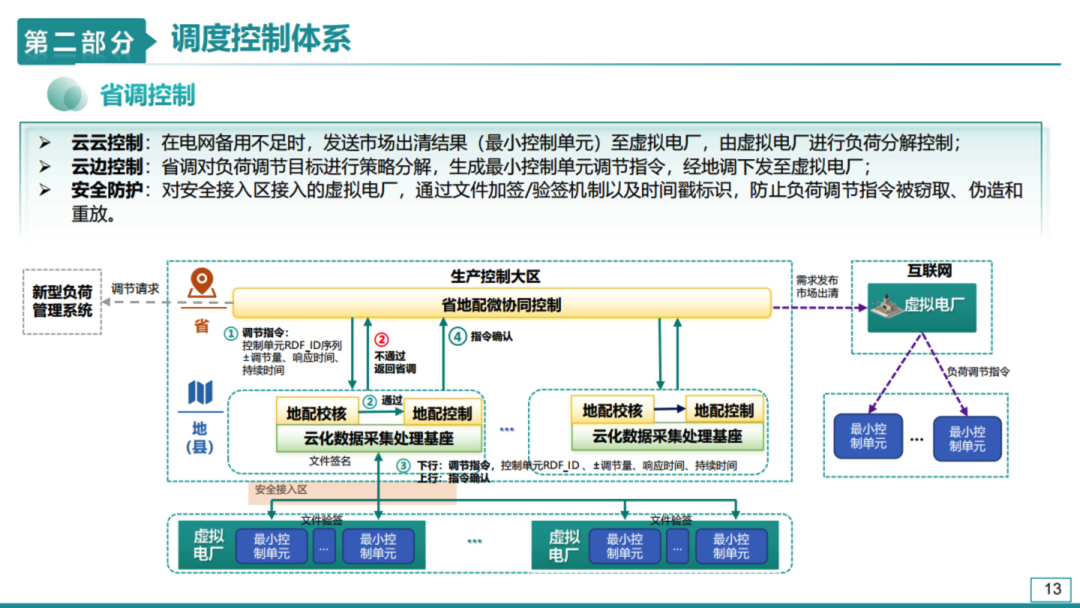 第二部分
调度控制体系
省调控制
➢ 云云控制：在电网备用不足时，发送市场出清结果（最小控制单元）至虚拟电厂，由虚拟电厂进行负荷分解控制；
➢ 云边控制：省调对负荷调节目标进行策略分解，生成最小控制单元调节指令，经地调下发至虚拟电厂；
➢ 安全防护：对安全接入区接入的虚拟电厂，通过文件加签/验签机制以及时间戳标识，防止负荷调节指令被窃取、伪造和
重放。
新型负荷
管理系统
调节请求
省
地
(县)
生产控制大区
省地配微协同控制
① 调节指令：
控制单元RDF_ID序列
±调节量、响应时间、
持续时间
②
不通过
返回省调
④ 指令确认
② 通过
地配校核
地配控制
云化数据采集处理基座
文件签名
...
地配校核
地配控制
云化数据采集处理基座
③ 下行：调节指令，控制单元RDF_ID 、±调节量、响应时间、持续时间
上行：指令确认
安全接入区
文件验签
虚拟
电厂
最小控
制单元
...
最小控
制单元
...
文件验签
虚拟
电厂
最小控
制单元
...
最小控
制单元
需求发布
市场出清
互联网
虚拟电厂
负荷调节指令
最小控
制单元
...
最小控
制单元
13